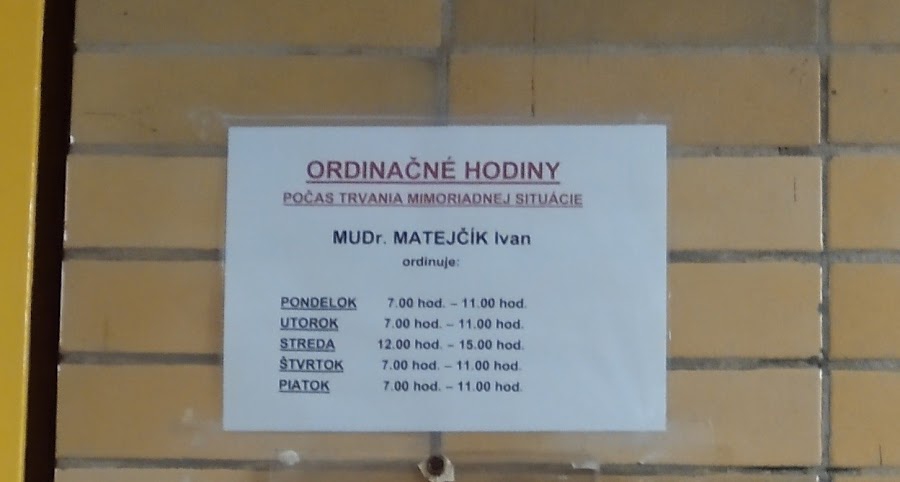 ORDINAČNÉ HODINY
POČAS TRVANIA MIMORIADNEJ SITUÁCIE
MUDr. MATEJČÍK Ivan
ordinuje:
PONDELOK 7.00 hod. – 11.00 hod.
UTOROK 7.00 hod. – 11.00 hod.
STREDA 12.00 hod. – 15.00 hod.
ŠTVRTOK 7.00 hod. – 11.00 hod.
PIATOK 7.00 hod. – 11.00 hod.